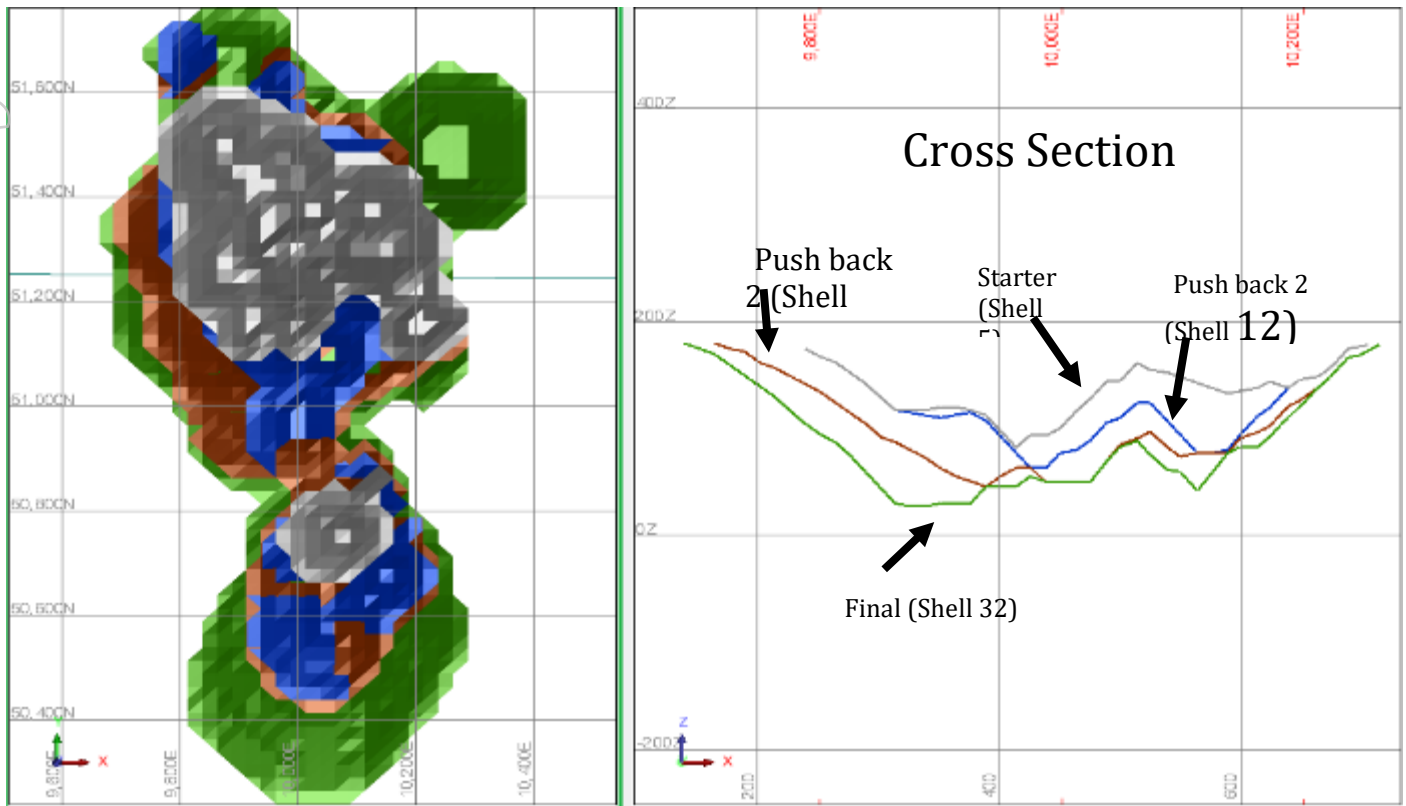 51,600N
51,400N
51,200N
51,000N
50,800N
50,600N
50,400N
9,600E
9,800E
10,000E
10,200E
10,400E
Y
X
9,800E
10,000E
10,200E
400Z
Cross Section
Push back
2 (Shell
Starter
(Shell
Push back 2
(Shell 12)
200Z
0Z
Final (Shell 32)
-200Z
Z
X
200
400
600